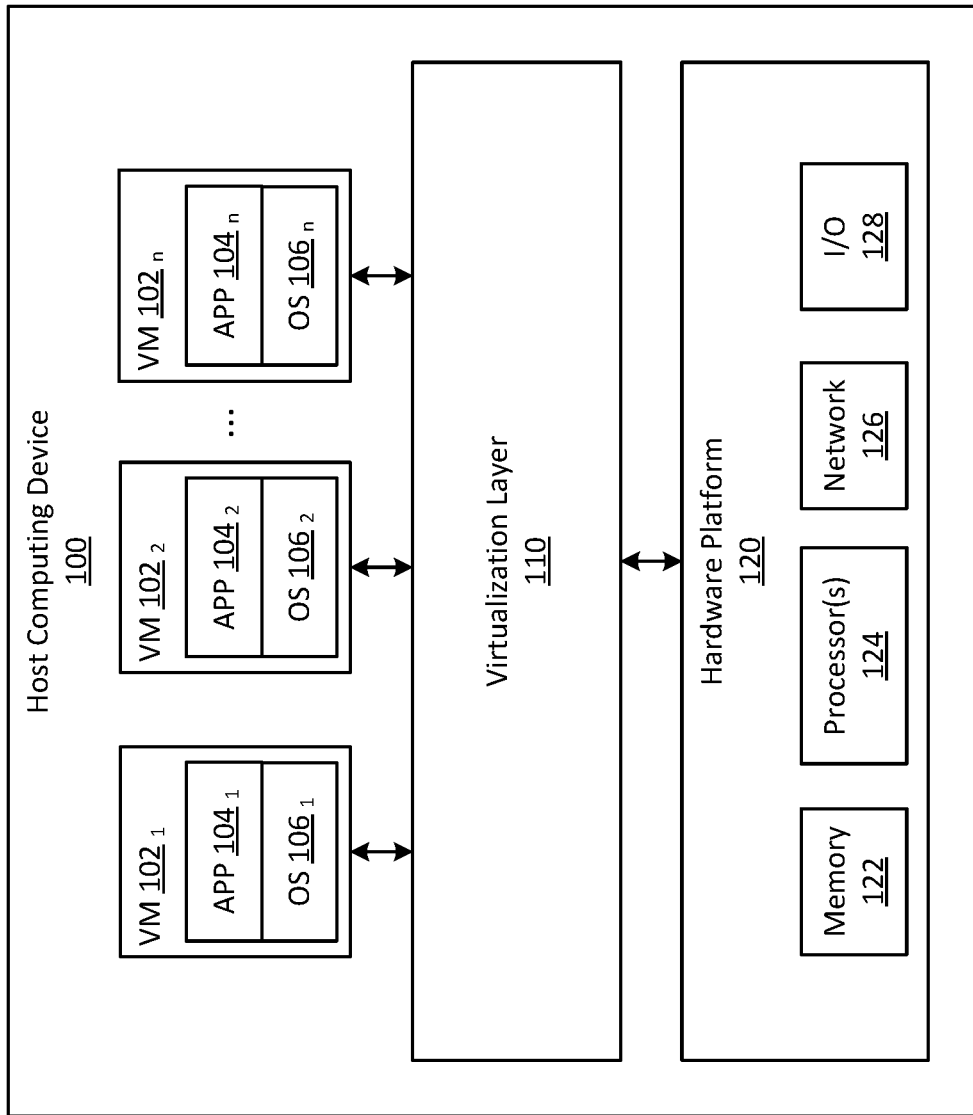 Host Computing Device
100
VM 102 1
APP 104 1
OS 106 1
VM 102 2
APP 104 2
OS 106 2
...
VM 102 n
APP 104 n
OS 106 n
Virtualization Layer
110
Hardware Platform
120
Memory
122
Processor(s)
124
Network
126
I/O
128